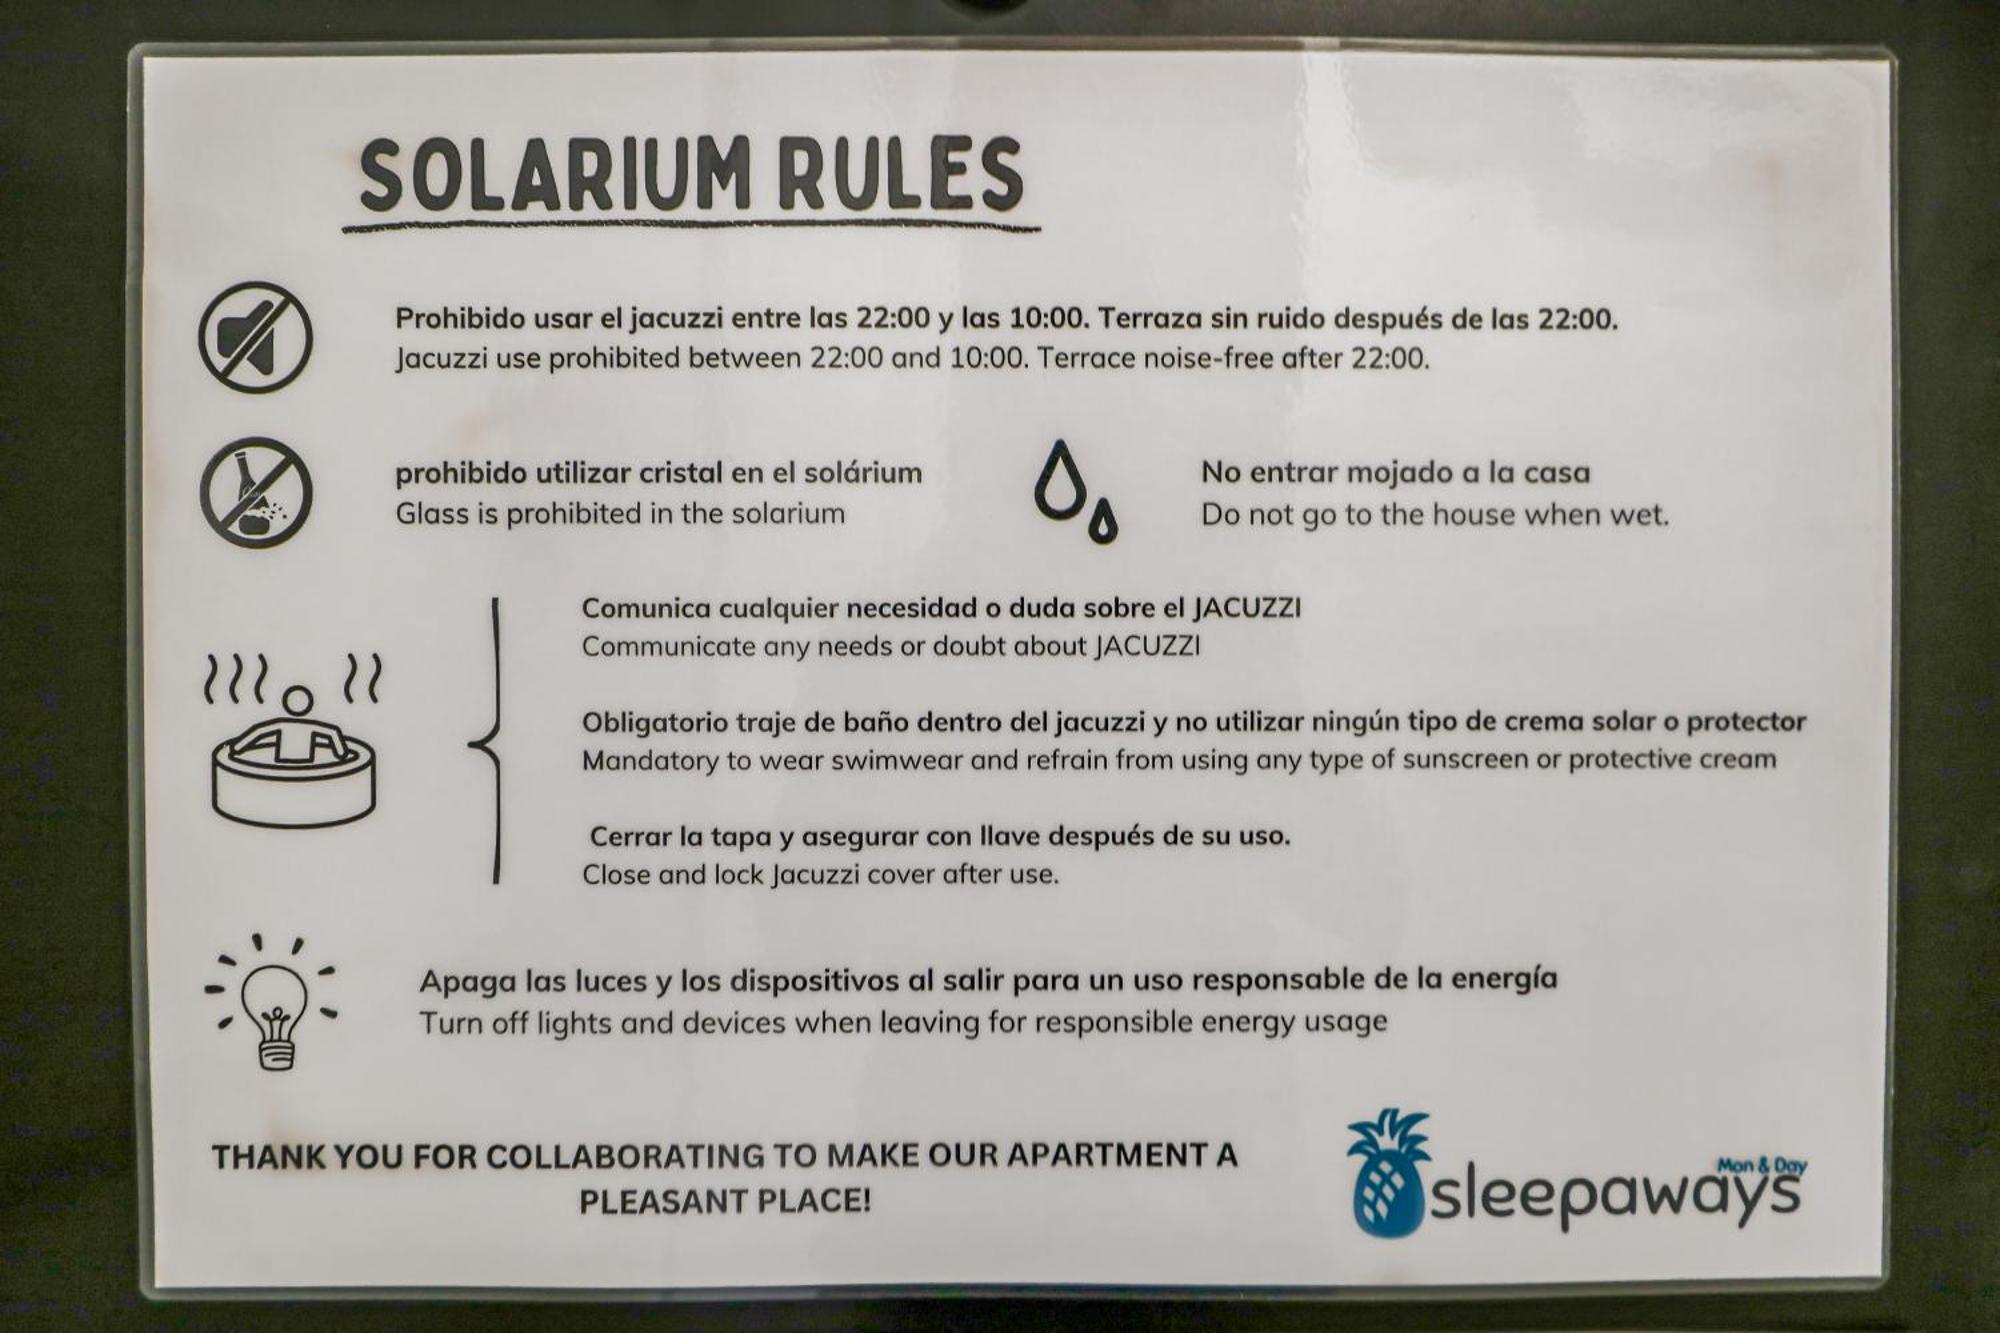 SOLARIUM RULES
Prohibido usar el jacuzzi entre las 22:00 y las 10:00. Terraza sin ruido después de las 22:00.
Jacuzzi use prohibited between 22:00 and 10:00. Terrace noise-free after 22:00.
prohibido utilizar cristal en el solárium
Glass is prohibited in the solarium
No entrar mojado a la casa
Do not go to the house when wet.
Comunica cualquier necesidad o duda sobre el JACUZZI
Communicate any needs or doubt about JACUZZI
Obligatorio traje de baño dentro del jacuzzi y no utilizar ningún tipo de crema solar o protector
Mandatory to wear swimwear and refrain from using any type of sunscreen or protective cream
Cerrar la tapa y asegurar con llave después de su uso.
Close and lock Jacuzzi cover after use.
Apaga las luces y los dispositivos al salir para un uso responsable de la energía
Turn off lights and devices when leaving for responsible energy usage
THANK YOU FOR COLLABORATING TO MAKE OUR APARTMENT A
PLEASANT PLACE!
Mon & Day
sleepaways